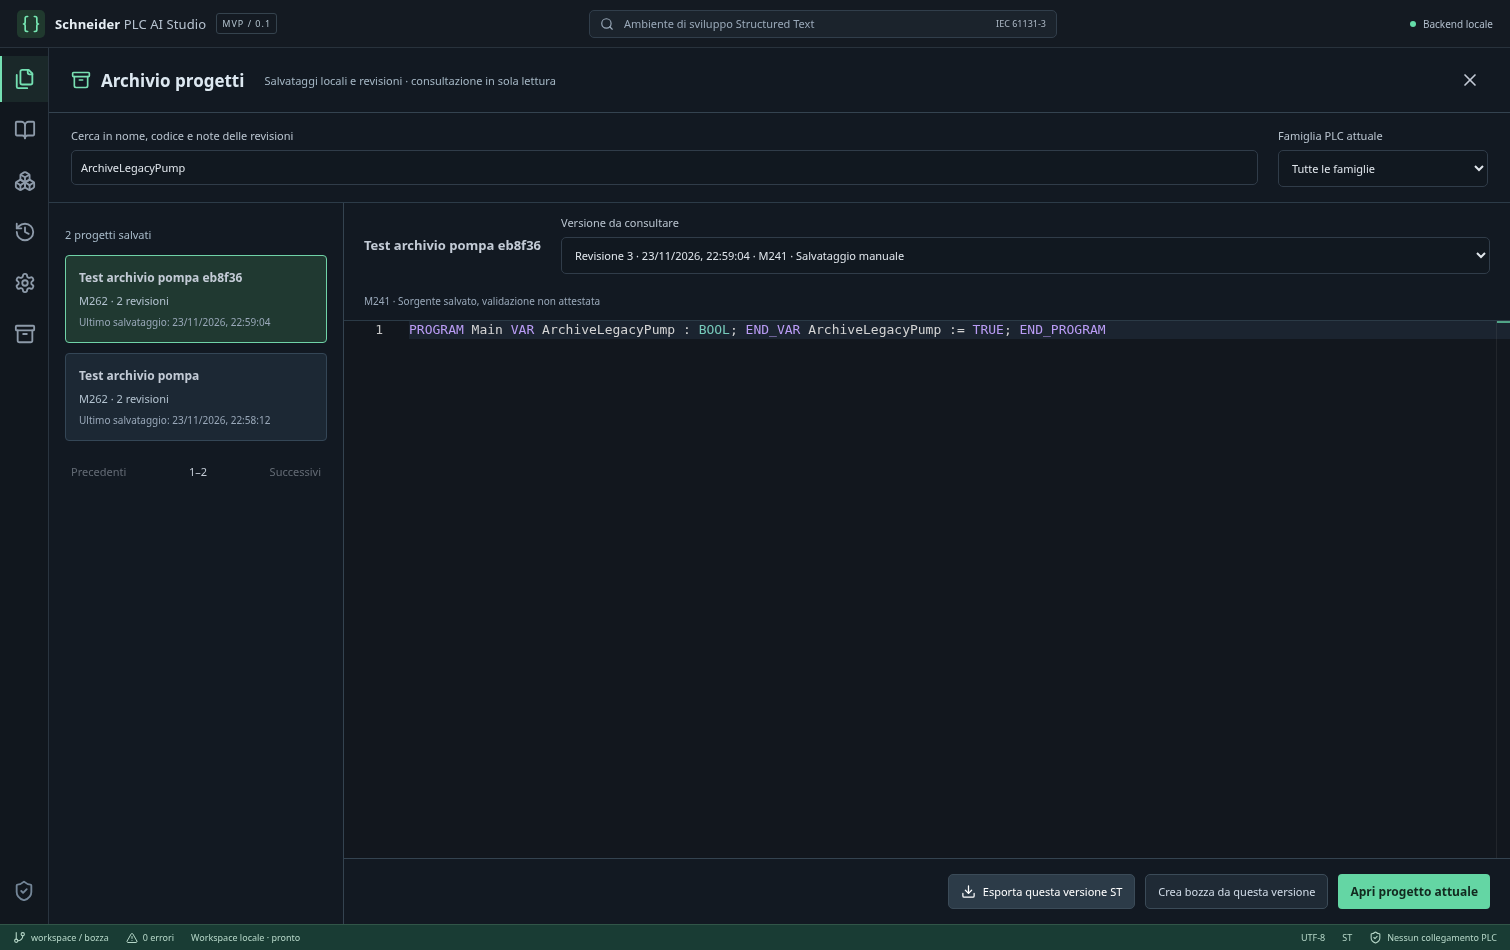 { } Schneider PLC AI Studio MVP / 0.1
Ambiente di sviluppo Structured Text IEC 61131-3
Backend locale
Archivio progetti Salvataggi locali e revisioni · consultazione in sola lettura
Cerca in nome, codice e note delle revisioni
ArchiveLegacyPump
Famiglia PLC attuale
Tutte le famiglie
2 progetti salvati
Test archivio pompa eb8f36
M262 · 2 revisioni
Ultimo salvataggio: 23/11/2026, 22:59:04
Test archivio pompa
M262 · 2 revisioni
Ultimo salvataggio: 23/11/2026, 22:58:12
Precedenti 1–2 Successivi
Test archivio pompa eb8f36
Versione da consultare
Revisione 3 · 23/11/2026, 22:59:04 · M241 · Salvataggio manuale
M241 · Sorgente salvato, validazione non attestata
1 PROGRAM Main VAR ArchiveLegacyPump : BOOL; END_VAR ArchiveLegacyPump := TRUE; END_PROGRAM
Esporta questa versione ST
Crea bozza da questa versione
Apri progetto attuale
workspace / bozza 0 errori Workspace locale · pronto
UTF-8 ST Nessun collegamento PLC